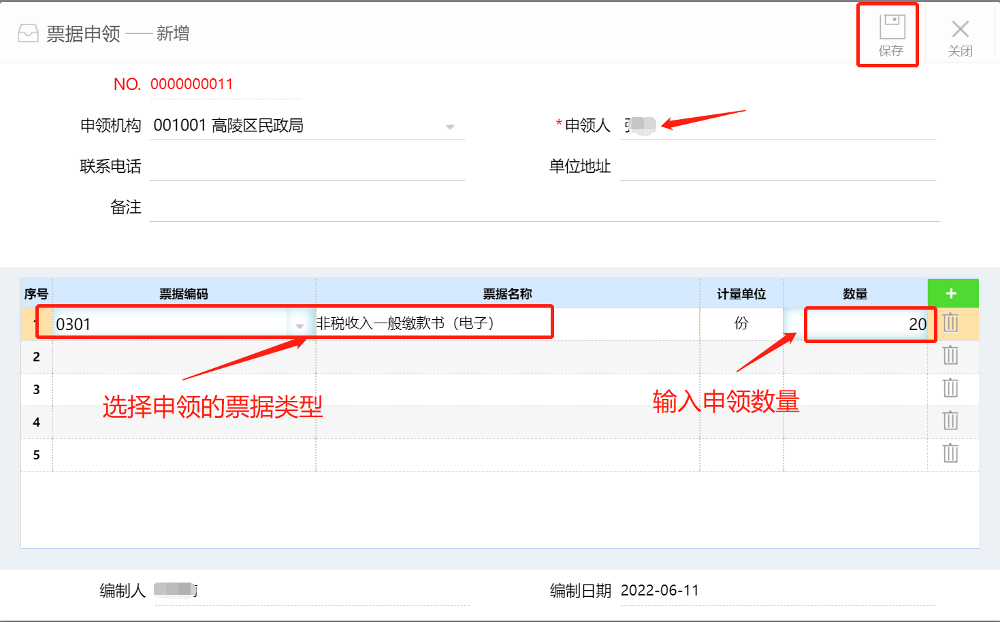 票据申领 —— 新增
保存
关闭
NO. 0000000011
申领机构 001001 高陵区民政局
*申领人
联系电话
单位地址
备注
序号 票据编码 票据名称 计量单位 数量 +
1 0301 非税收入一般缴款书（电子） 份 20
2
3
选择申领的票据类型
输入申领数量
4
5
编制人
编制日期 2022-06-11